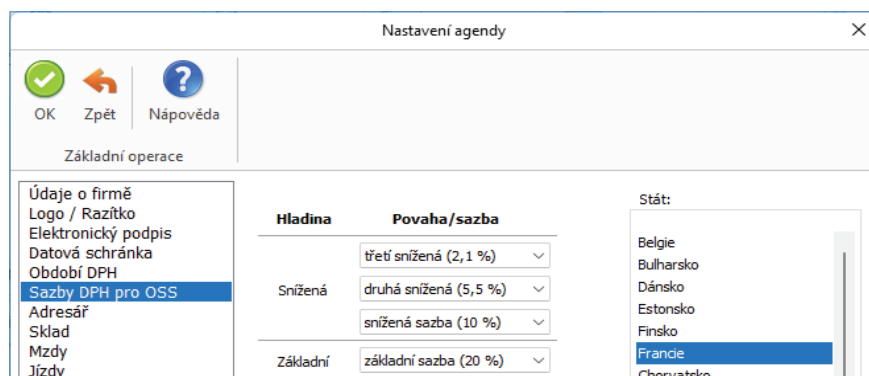 Nastavení agendy
OK
Zpět
Nápověda
Základní operace
Údaje o firmě
Logo / Razítko
Elektronický podpis
Datová schránka
Období DPH
Sazby DPH pro OSS
Adresář
Sklad
Mzdy
Jízdy
Hladina Povaha/sazba
třetí snížená (2,1 %)
Snížená druhá snížená (5,5 %)
snížená sazba (10 %)
Základní základní sazba (20 %)
Stát:
Belgie
Bulharsko
Dánsko
Estonsko
Finsko
Francie
Chorvatsko